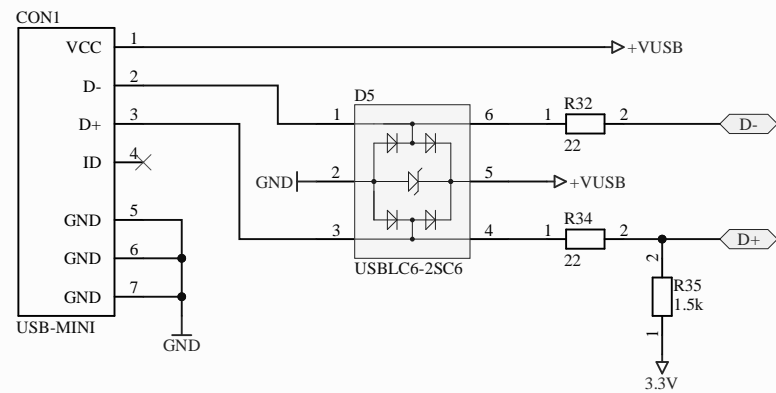 CON1
VCC 1 +VUSB
D- 2
D+ 3
ID 4
GND 5
GND 6
GND 7
USB-MINI
GND
D5
1 6
GND 2 5 +VUSB
3 4
USBLC6-2SC6
R32
1 2 D-
22
R34
1 2 D+
22
2
R35
1.5k
1
3.3V